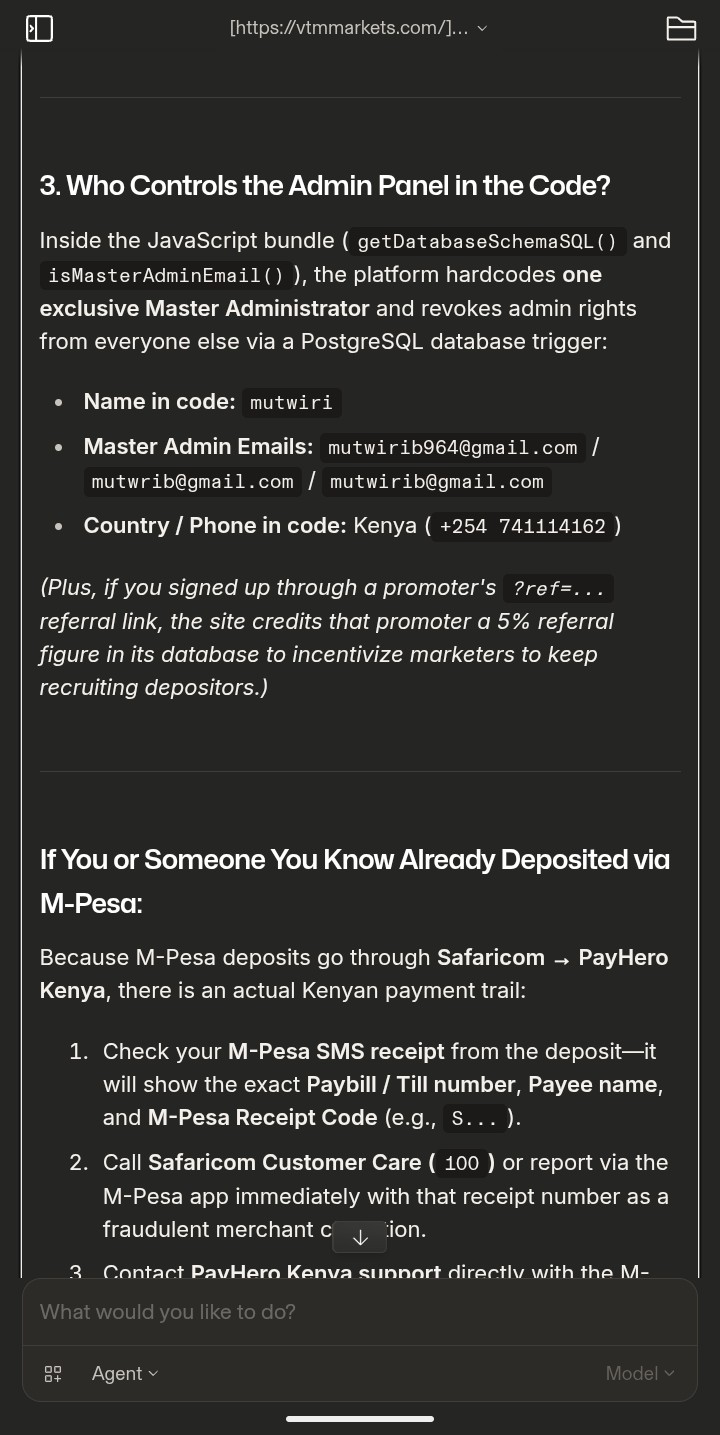 [https://vtmmarkets.com/]...
3. Who Controls the Admin Panel in the Code?
Inside the JavaScript bundle ( getDatabaseSchemaSQL() and
isMasterAdminEmail() ), the platform hardcodes one
exclusive Master Administrator and revokes admin rights
from everyone else via a PostgreSQL database trigger:
• Name in code: mutwiri
• Master Admin Emails: mutwirib964@gmail.com /
mutwrib@gmail.com / mutwirib@gmail.com
• Country / Phone in code: Kenya ( +254 741114162 )
(Plus, if you signed up through a promoter's ?ref=...
referral link, the site credits that promoter a 5% referral
figure in its database to incentivize marketers to keep
recruiting depositors.)
If You or Someone You Know Already Deposited via
M-Pesa:
Because M-Pesa deposits go through Safaricom → PayHero
Kenya, there is an actual Kenyan payment trail:
1. Check your M-Pesa SMS receipt from the deposit—it
will show the exact Paybill / Till number, Payee name,
and M-Pesa Receipt Code (e.g., S... ).
2. Call Safaricom Customer Care ( 100 ) or report via the
M-Pesa app immediately with that receipt number as a
fraudulent merchant
3. Contact PayHero Kenya support directly with the M-
What would you like to do?
Agent
Model